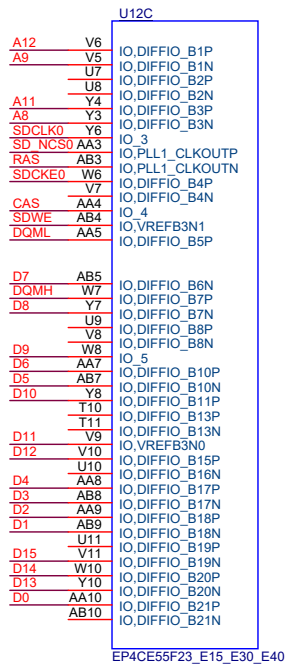 U12C
A12 V6 IO,DIFFIO_B1P
A9 V5 IO,DIFFIO_B1N
U7 IO,DIFFIO_B2P
U8 IO,DIFFIO_B2N
A11 Y4 IO,DIFFIO_B3P
A8 Y3 IO,DIFFIO_B3N
SDCLK0 Y6 IO_3
SD_NCS0 AA3 IO,PLL1_CLKOUTP
RAS AB3 IO,PLL1_CLKOUTN
SDCKE0 W6 IO,DIFFIO_B4P
V7 IO,DIFFIO_B4N
CAS AA4 IO_4
SDWE AB4 IO,VREFB3N1
DQML AA5 IO,DIFFIO_B5P
D7 AB5 IO,DIFFIO_B6N
DQMH W7 IO,DIFFIO_B7P
D8 Y7 IO,DIFFIO_B7N
U9 IO,DIFFIO_B8P
V8 IO,DIFFIO_B8N
D9 W8 IO_5
D6 AA7 IO,DIFFIO_B10P
D5 AB7 IO,DIFFIO_B10N
D10 Y8 IO,DIFFIO_B11P
T10 IO,DIFFIO_B13P
T11 IO,DIFFIO_B13N
D11 V9 IO,VREFB3N0
D12 V10 IO,DIFFIO_B15P
U10 IO,DIFFIO_B16N
D4 AA8 IO,DIFFIO_B17P
D3 AB8 IO,DIFFIO_B17N
D2 AA9 IO,DIFFIO_B18P
D1 AB9 IO,DIFFIO_B18N
U11 IO,DIFFIO_B19P
D15 V11 IO,DIFFIO_B19N
D14 W10 IO,DIFFIO_B20P
D13 Y10 IO,DIFFIO_B20N
D0 AA10 IO,DIFFIO_B21P
AB10 IO,DIFFIO_B21N
EP4CE55F23_E15_E30_E40